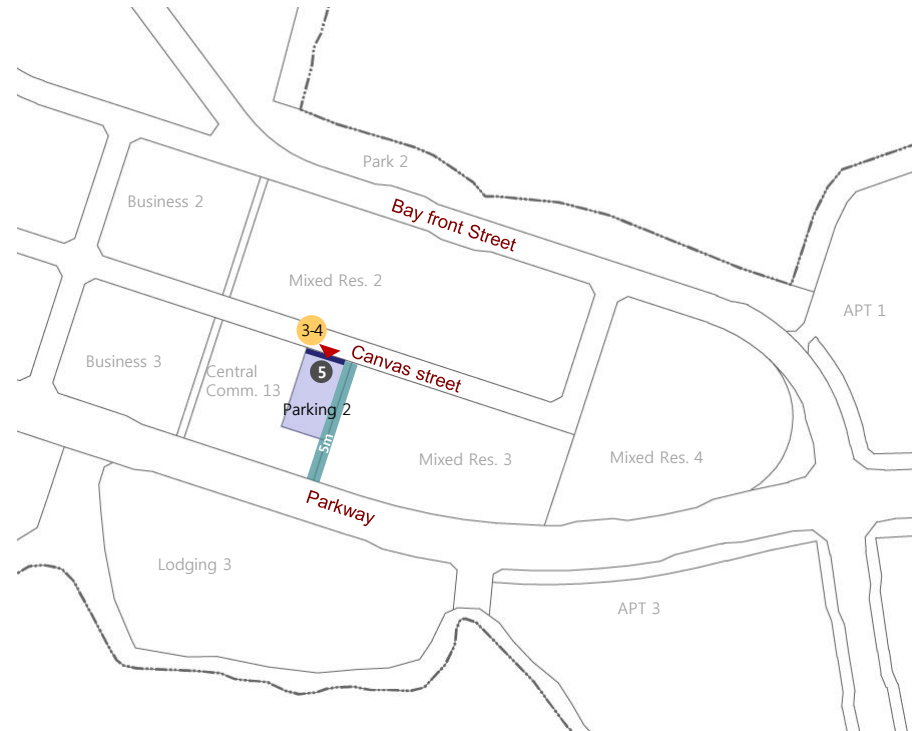 Park 2
Business 2
Bay front Street
Mixed Res. 2
APT 1
3-4
Canvas street
Business 3
Central
Comm. 13
5
Parking 2
5m
Mixed Res. 3
Mixed Res. 4
Parkway
Lodging 3
APT 3